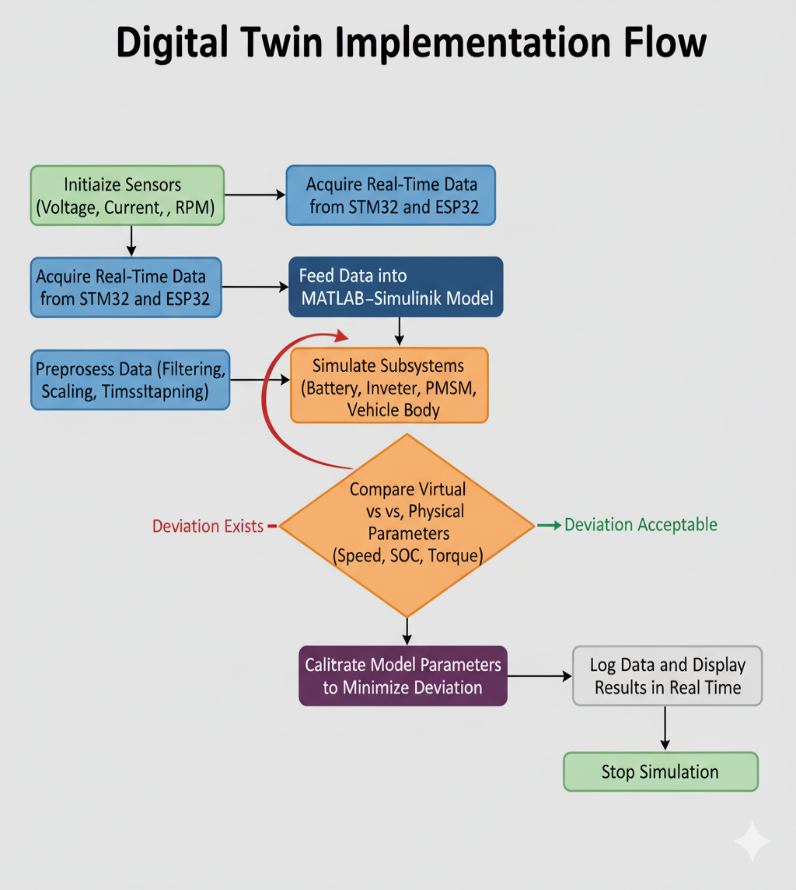 Digital Twin Implementation Flow
Initiaize Sensors
(Voltage, Current, , RPM)
Acquire Real-Time Data
from STM32 and ESP32
Acquire Real-Time Data
from STM32 and ESP32
Feed Data into
MATLAB–Simulinik Model
Preprosess Data (Filtering,
Scaling, Timsıltapning)
Simulate Subsystems
(Battery, Inveter, PMSM,
Vehicle Body
Compare Virtual
vs vs, Physical
Parameters
(Speed, SOC, Torque)
Deviation Exists
Deviation Acceptable
Calitrate Model Parameters
to Minimize Deviation
Log Data and Display
Results in Real Time
Stop Simulation